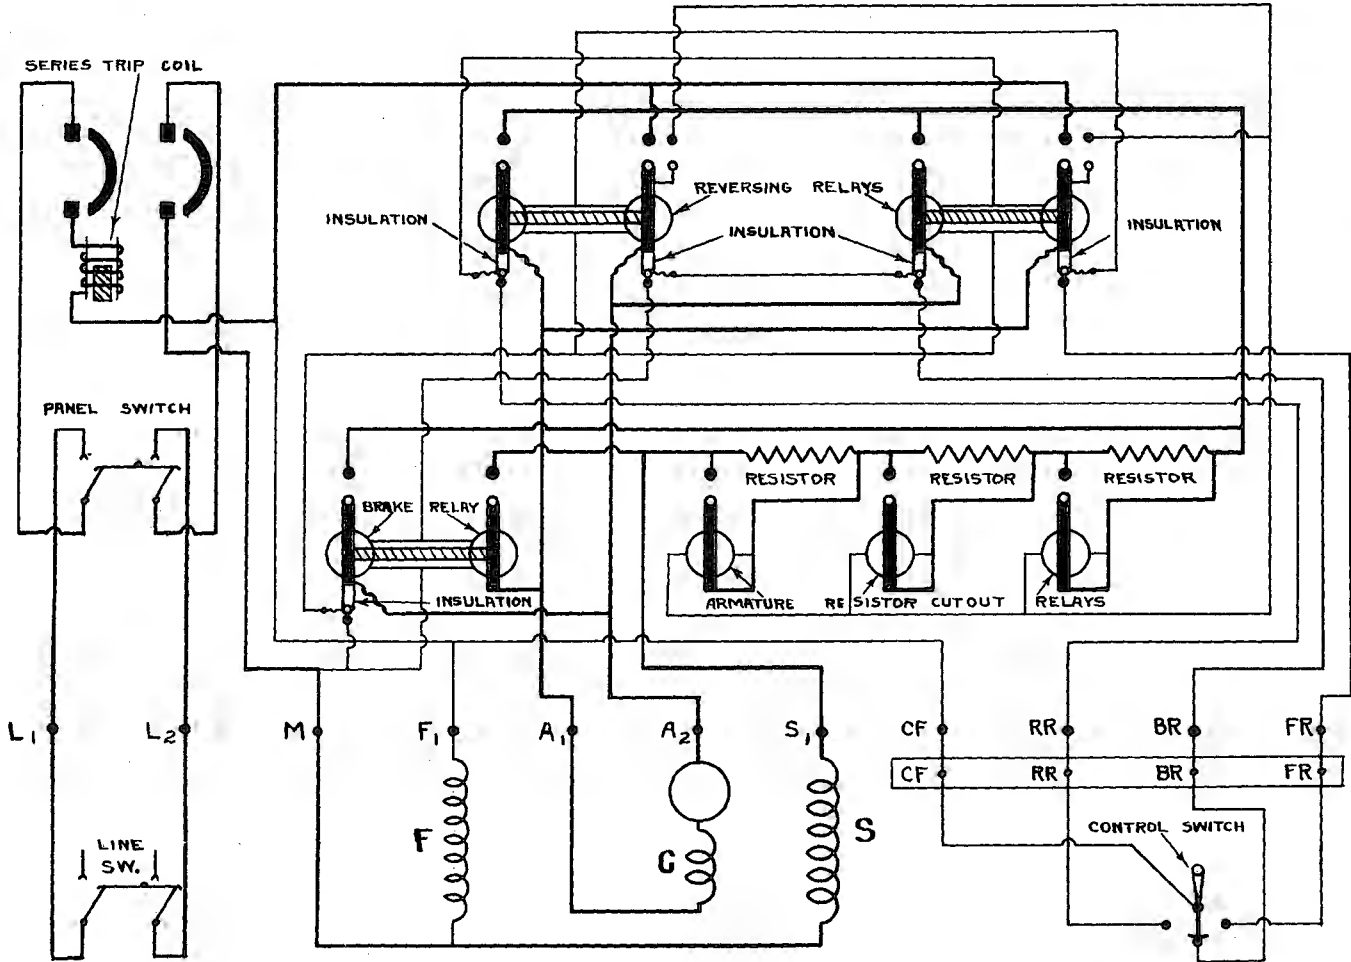 SERIES TRIP COIL
REVERSING RELAYS
INSULATION
INSULATION
INSULATION
PANEL SWITCH
RESISTOR
RESISTOR
RESISTOR
BRAKE RELAY
INSULATION
ARMATURE RESISTOR CUTOUT RELAYS
L1
L2
M
F1
A1
A2
S1
CF
RR
BR
FR
CF
RR
BR
FR
LINE
SW.
F
C
S
CONTROL SWITCH